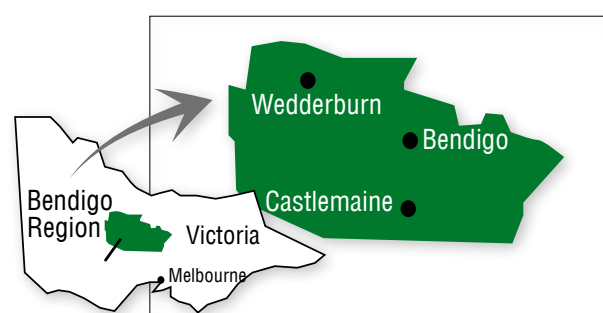 Wedderburn
Bendigo
Castlemaine
Bendigo
Region
Victoria
Melbourne